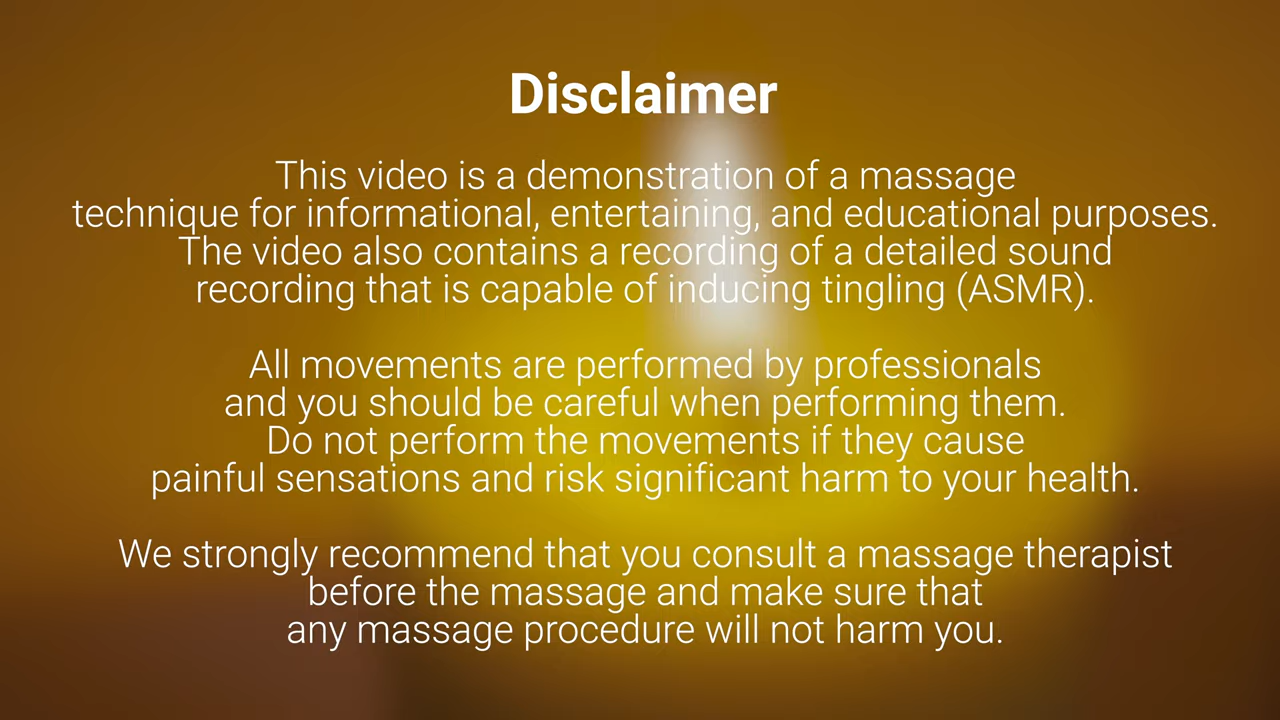 Disclaimer
This video is a demonstration of a massage
technique for informational, entertaining, and educational purposes.
The video also contains a recording of a detailed sound
recording that is capable of inducing tingling (ASMR).
All movements are performed by professionals
and you should be careful when performing them.
Do not perform the movements if they cause
painful sensations and risk significant harm to your health.
We strongly recommend that you consult a massage therapist
before the massage and make sure that
any massage procedure will not harm you.